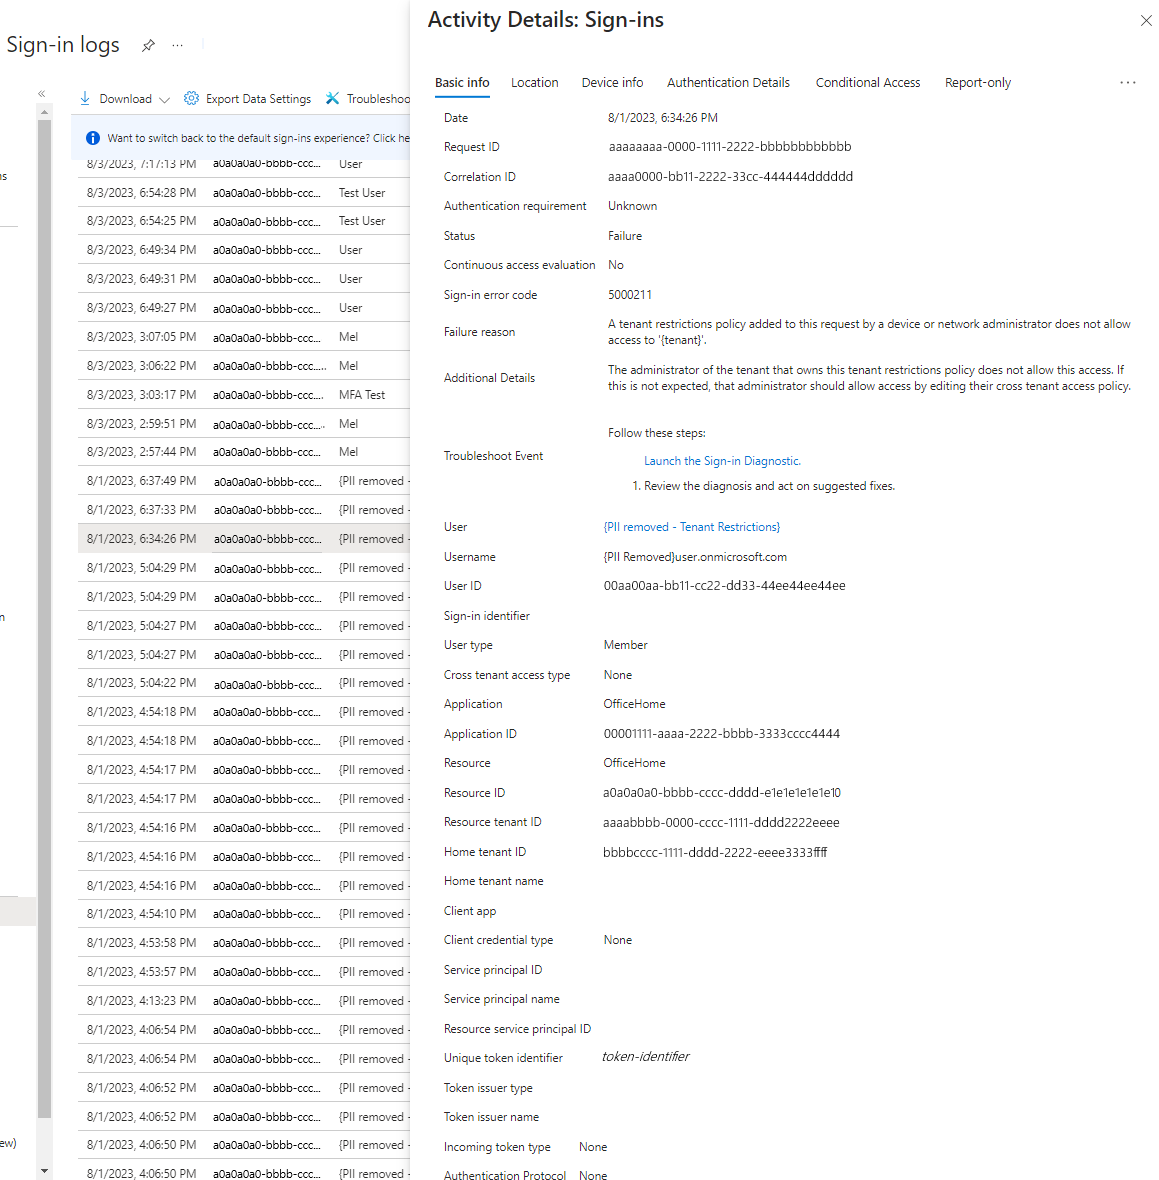 Sign-in logs
...
«
Download
Export Data Settings
Troubleshoo
Want to switch back to the default sign-ins experience? Click he
ns
n
ew)
8/3/2023, 7:17:13 PM a0a0a0a0-bbbb-ccc... User
8/3/2023, 6:54:28 PM a0a0a0a0-bbbb-ccc... Test User
8/3/2023, 6:54:25 PM a0a0a0a0-bbbb-ccc... Test User
8/3/2023, 6:49:34 PM a0a0a0a0-bbbb-ccc... User
8/3/2023, 6:49:31 PM a0a0a0a0-bbbb-ccc... User
8/3/2023, 6:49:27 PM a0a0a0a0-bbbb-ccc... User
8/3/2023, 3:07:05 PM a0a0a0a0-bbbb-ccc... Mel
8/3/2023, 3:06:22 PM a0a0a0a0-bbbb-ccc..... Mel
8/3/2023, 3:03:17 PM a0a0a0a0-bbbb-ccc.... MFA Test
8/3/2023, 2:59:51 PM a0a0a0a0-bbbb-ccc.... Mel
8/3/2023, 2:57:44 PM a0a0a0a0-bbbb-ccc... Mel
8/1/2023, 6:37:49 PM a0a0a0a0-bbbb-ccc... {PII removed -
8/1/2023, 6:37:33 PM a0a0a0a0-bbbb-ccc... {PII removed -
8/1/2023, 6:34:26 PM a0a0a0a0-bbbb-ccc... {PII removed -
8/1/2023, 5:04:29 PM a0a0a0a0-bbbb-ccc... {PII removed -
8/1/2023, 5:04:29 PM a0a0a0a0-bbbb-ccc... {PII removed -
8/1/2023, 5:04:27 PM a0a0a0a0-bbbb-ccc... {PII removed -
8/1/2023, 5:04:27 PM a0a0a0a0-bbbb-ccc... {PII removed -
8/1/2023, 5:04:22 PM a0a0a0a0-bbbb-ccc... {PII removed -
8/1/2023, 4:54:18 PM a0a0a0a0-bbbb-ccc... {PII removed -
8/1/2023, 4:54:18 PM a0a0a0a0-bbbb-ccc... {PII removed -
8/1/2023, 4:54:17 PM a0a0a0a0-bbbb-ccc... {PII removed -
8/1/2023, 4:54:17 PM a0a0a0a0-bbbb-ccc... {PII removed -
8/1/2023, 4:54:16 PM a0a0a0a0-bbbb-ccc... {PII removed -
8/1/2023, 4:54:16 PM a0a0a0a0-bbbb-ccc... {PII removed -
8/1/2023, 4:54:16 PM a0a0a0a0-bbbb-ccc... {PII removed -
8/1/2023, 4:54:10 PM a0a0a0a0-bbbb-ccc... {PII removed -
8/1/2023, 4:53:58 PM a0a0a0a0-bbbb-ccc... {PII removed -
8/1/2023, 4:53:57 PM a0a0a0a0-bbbb-ccc... {PII removed -
8/1/2023, 4:13:23 PM a0a0a0a0-bbbb-ccc... {PII removed -
8/1/2023, 4:06:54 PM a0a0a0a0-bbbb-ccc... {PII removed -
8/1/2023, 4:06:54 PM a0a0a0a0-bbbb-ccc... {PII removed -
8/1/2023, 4:06:52 PM a0a0a0a0-bbbb-ccc... {PII removed -
8/1/2023, 4:06:52 PM a0a0a0a0-bbbb-ccc... {PII removed -
8/1/2023, 4:06:50 PM a0a0a0a0-bbbb-ccc... {PII removed -
8/1/2023, 4:06:50 PM a0a0a0a0-bbbb-ccc... {PII removed -
Activity Details: Sign-ins
Basic info Location Device info Authentication Details Conditional Access Report-only ...
Date 8/1/2023, 6:34:26 PM
Request ID aaaaaaaa-0000-1111-2222-bbbbbbbbbbbb
Correlation ID aaaa0000-bb11-2222-33cc-444444dddddd
Authentication requirement Unknown
Status Failure
Continuous access evaluation No
Sign-in error code 5000211
Failure reason A tenant restrictions policy added to this request by a device or network administrator does not allow
access to '{tenant}'.
Additional Details The administrator of the tenant that owns this tenant restrictions policy does not allow this access. If
this is not expected, that administrator should allow access by editing their cross tenant access policy.
Troubleshoot Event Follow these steps:
Launch the Sign-in Diagnostic.
1. Review the diagnosis and act on suggested fixes.
User {PII removed - Tenant Restrictions}
Username {PII Removed}user.onmicrosoft.com
User ID 00aa00aa-bb11-cc22-dd33-44ee44ee44ee
Sign-in identifier
User type Member
Cross tenant access type None
Application OfficeHome
Application ID 00001111-aaaa-2222-bbbb-3333cccc4444
Resource OfficeHome
Resource ID a0a0a0a0-bbbb-cccc-dddd-e1e1e1e1e1e10
Resource tenant ID aaaabbbb-0000-cccc-1111-dddd2222eeee
Home tenant ID bbbbcccc-1111-dddd-2222-eeee3333ffff
Home tenant name
Client app
Client credential type None
Service principal ID
Service principal name
Resource service principal ID
Unique token identifier token-identifier
Token issuer type
Token issuer name
Incoming token type None
Authentication Protocol None